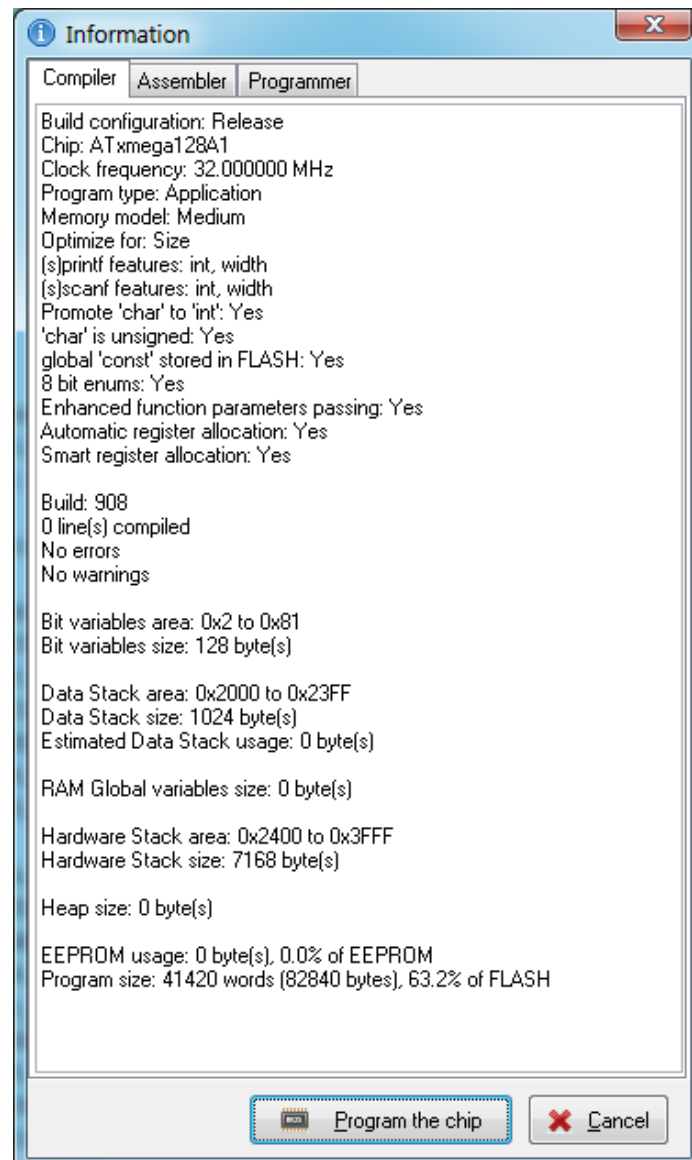 Information
Compiler Assembler Programmer
Build configuration: Release
Chip: ATxmega128A1
Clock frequency: 32.000000 MHz
Program type: Application
Memory model: Medium
Optimize for: Size
(s)printf features: int, width
(s)scanf features: int, width
Promote 'char' to 'int': Yes
'char' is unsigned: Yes
global 'const' stored in FLASH: Yes
8 bit enums: Yes
Enhanced function parameters passing: Yes
Automatic register allocation: Yes
Smart register allocation: Yes
Build: 908
0 line(s) compiled
No errors
No warnings
Bit variables area: 0x2 to 0x81
Bit variables size: 128 byte(s)
Data Stack area: 0x2000 to 0x23FF
Data Stack size: 1024 byte(s)
Estimated Data Stack usage: 0 byte(s)
RAM Global variables size: 0 byte(s)
Hardware Stack area: 0x2400 to 0x3FFF
Hardware Stack size: 7168 byte(s)
Heap size: 0 byte(s)
EEPROM usage: 0 byte(s), 0.0% of EEPROM
Program size: 41420 words (82840 bytes), 63.2% of FLASH
Program the chip Cancel